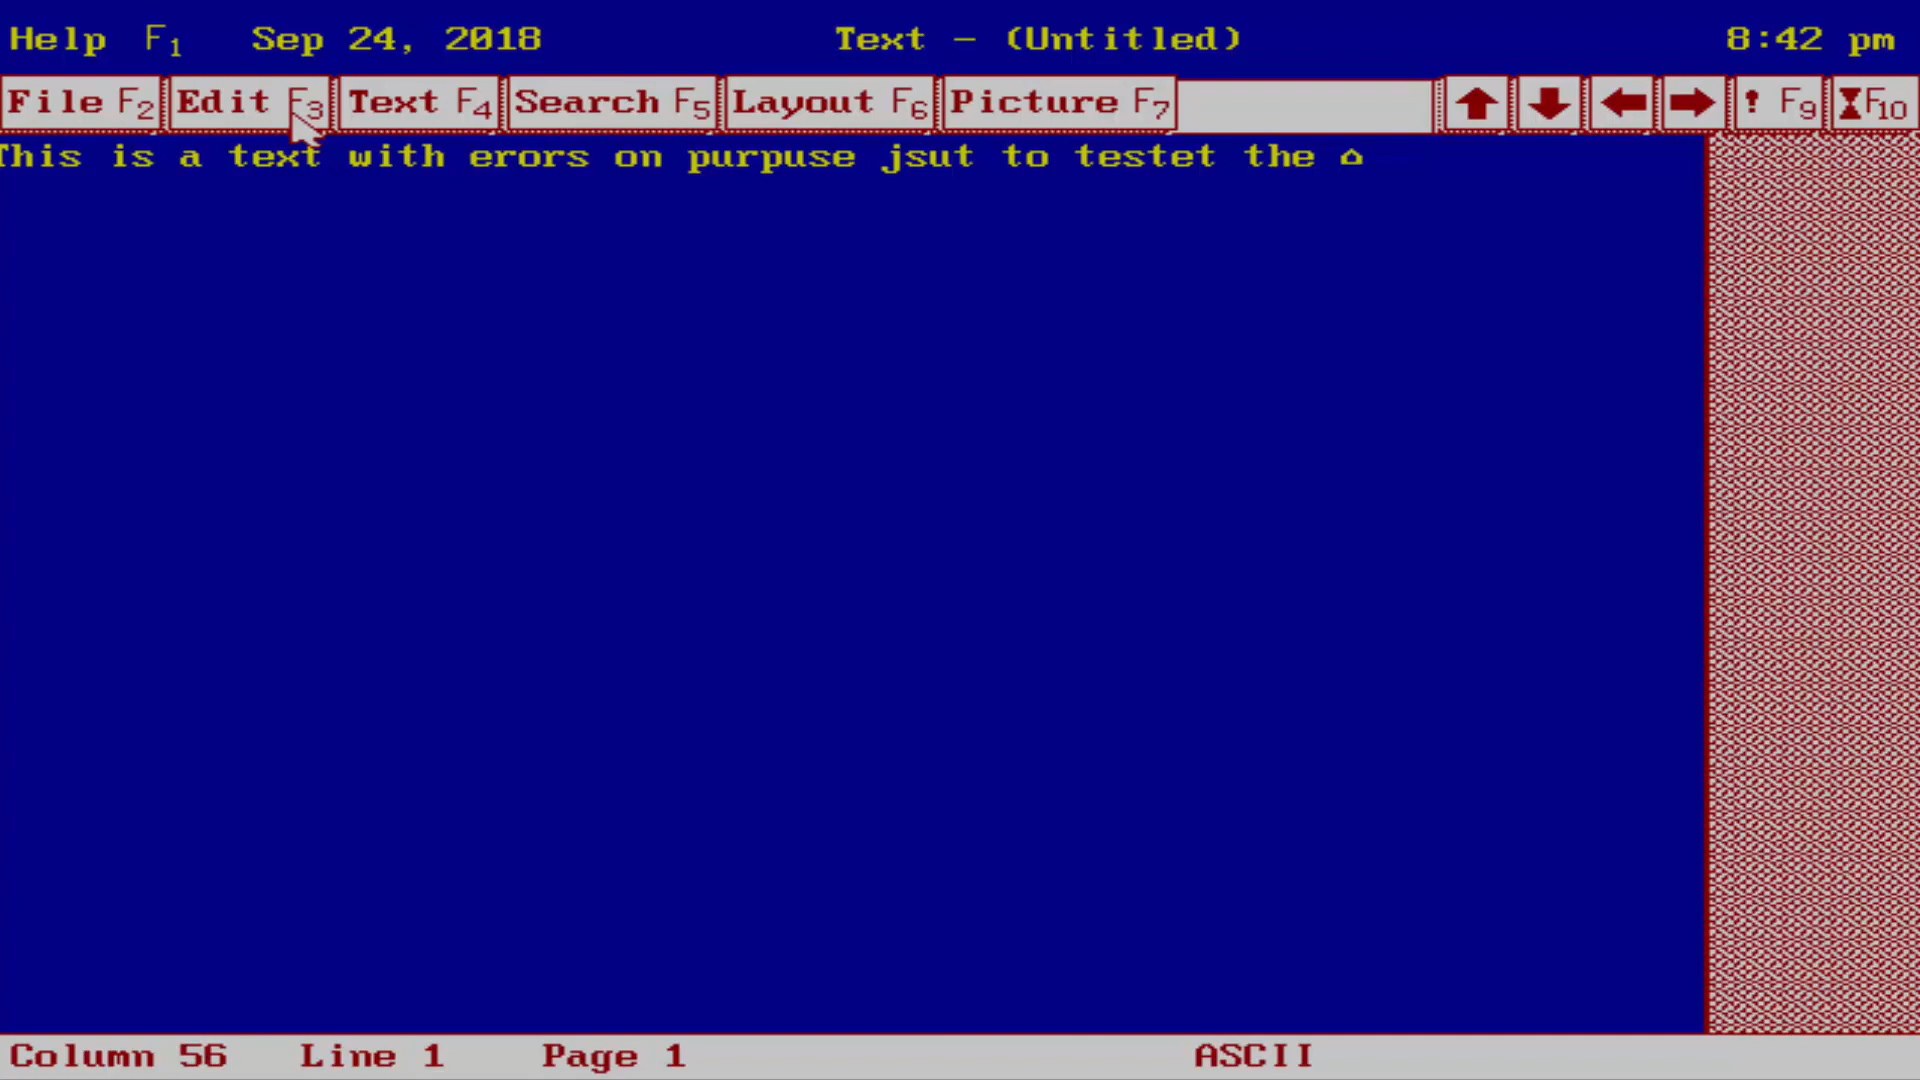 Help F1 Sep 24, 2018 Text - (Untitled) 8:42 pm
File F2 Edit F3 Text F4 Search F5 Layout F6 Picture F7 ! F9 F10
This is a text with erors on purpuse jsut to testet the
Column 56 Line 1 Page 1 ASCII